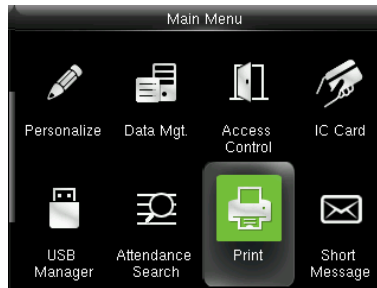 Main Menu
Personalize
Data Mgt.
Access
Control
IC Card
USB
Manager
Attendance
Search
Print
Short
Message